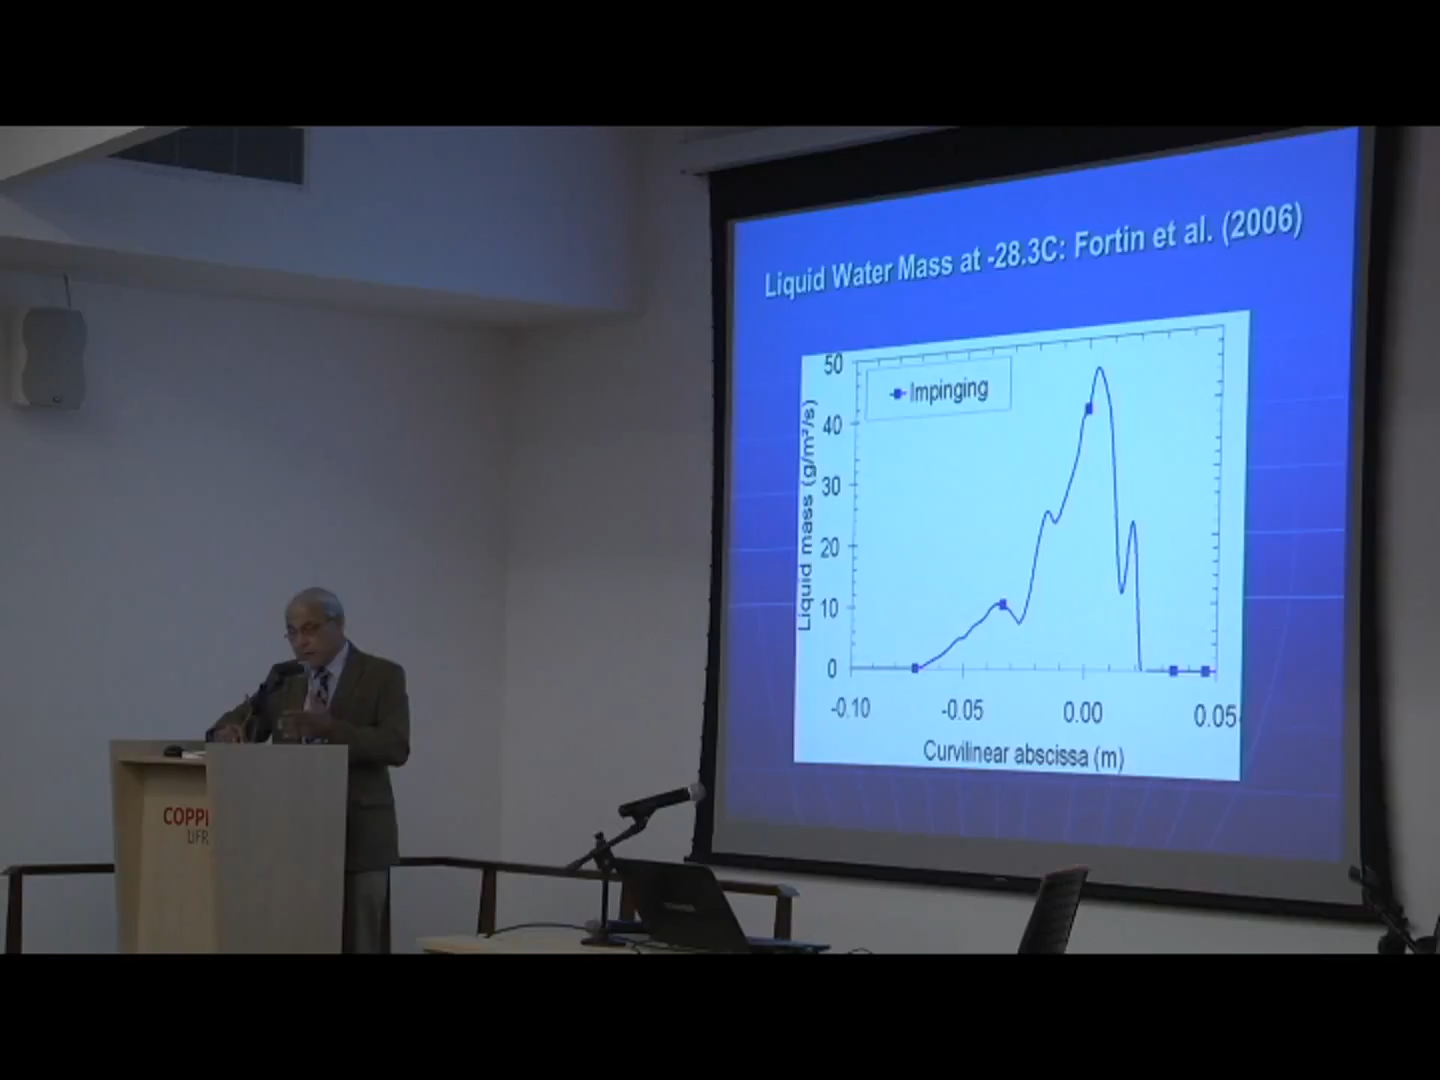 Liquid Water Mass at -28.3C: Fortin et al. (2006)
Impinging
Liquid mass (g/m²/s)
50
40
30
20
10
0
-0.10
-0.05
0.00
0.05
Curvilinear abscissa (m)
COPPI
UFR